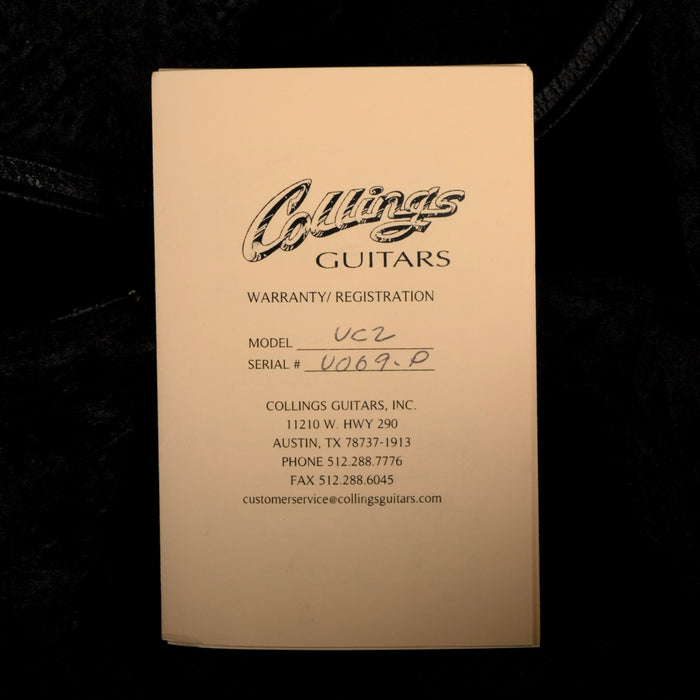 Collings
GUITARS
WARRANTY/ REGISTRATION
MODEL UC2
SERIAL # U069-P
COLLINGS GUITARS, INC.
11210 W. HWY 290
AUSTIN, TX 78737-1913
PHONE 512.288.7776
FAX 512.288.6045
customerservice@collingsguitars.com